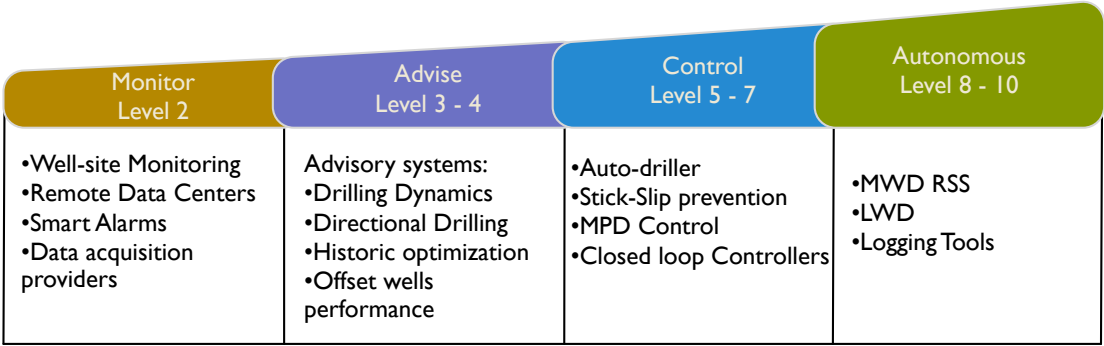 Monitor
Level 2
Advise
Level 3 - 4
Control
Level 5 - 7
Autonomous
Level 8 - 10
•Well-site Monitoring
•Remote Data Centers
•Smart Alarms
•Data acquisition
providers
Advisory systems:
•Drilling Dynamics
•Directional Drilling
•Historic optimization
•Offset wells
performance
•Auto-driller
•Stick-Slip prevention
•MPD Control
•Closed loop Controllers
•MWD RSS
•LWD
•Logging Tools